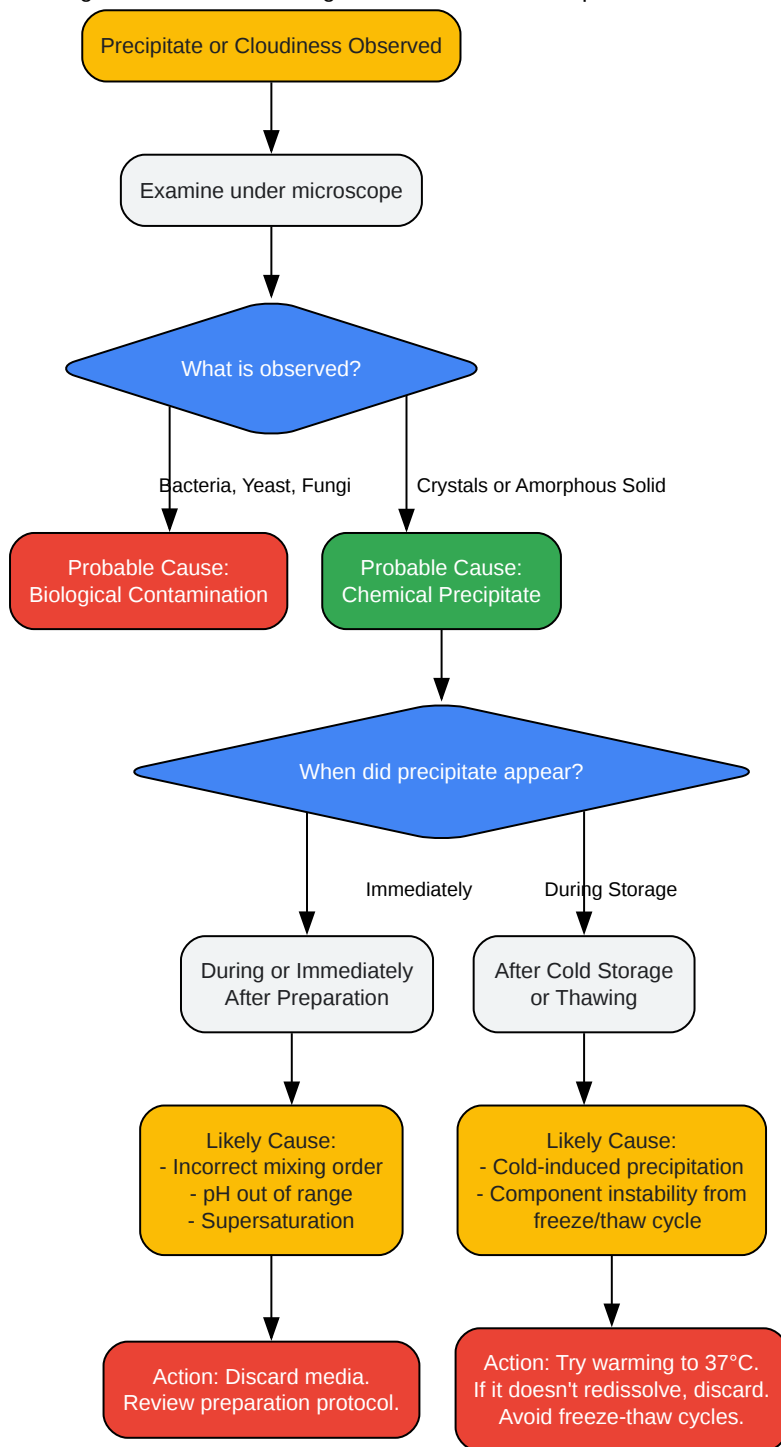 Precipitate or Cloudiness Observed
Examine under microscope
What is observed?
Bacteria, Yeast, Fungi
Crystals or Amorphous Solid
Probable Cause:
Biological Contamination
Probable Cause:
Chemical Precipitate
When did precipitate appear?
Immediately
During Storage
During or Immediately
After Preparation
After Cold Storage
or Thawing
Likely Cause:
- Incorrect mixing order
- pH out of range
- Supersaturation
Likely Cause:
- Cold-induced precipitation
- Component instability from
freeze/thaw cycle
Action: Discard media.
Review preparation protocol.
Action: Try warming to 37°C.
If it doesn't redissolve, discard.
Avoid freeze-thaw cycles.